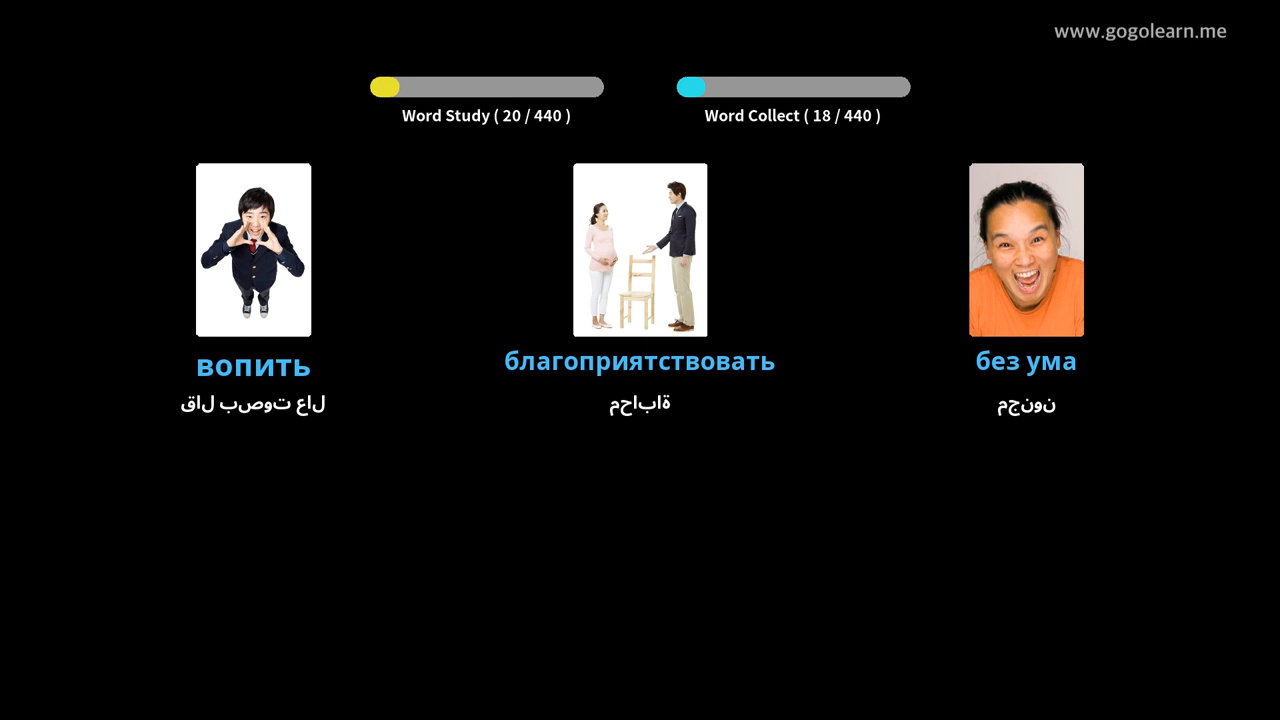 www.gogolearn.me
Word Study ( 20 / 440 )
Word Collect ( 18 / 440 )
вопить
благоприятствовать
без ума
قال بصوت عال
محاباة
مجنون